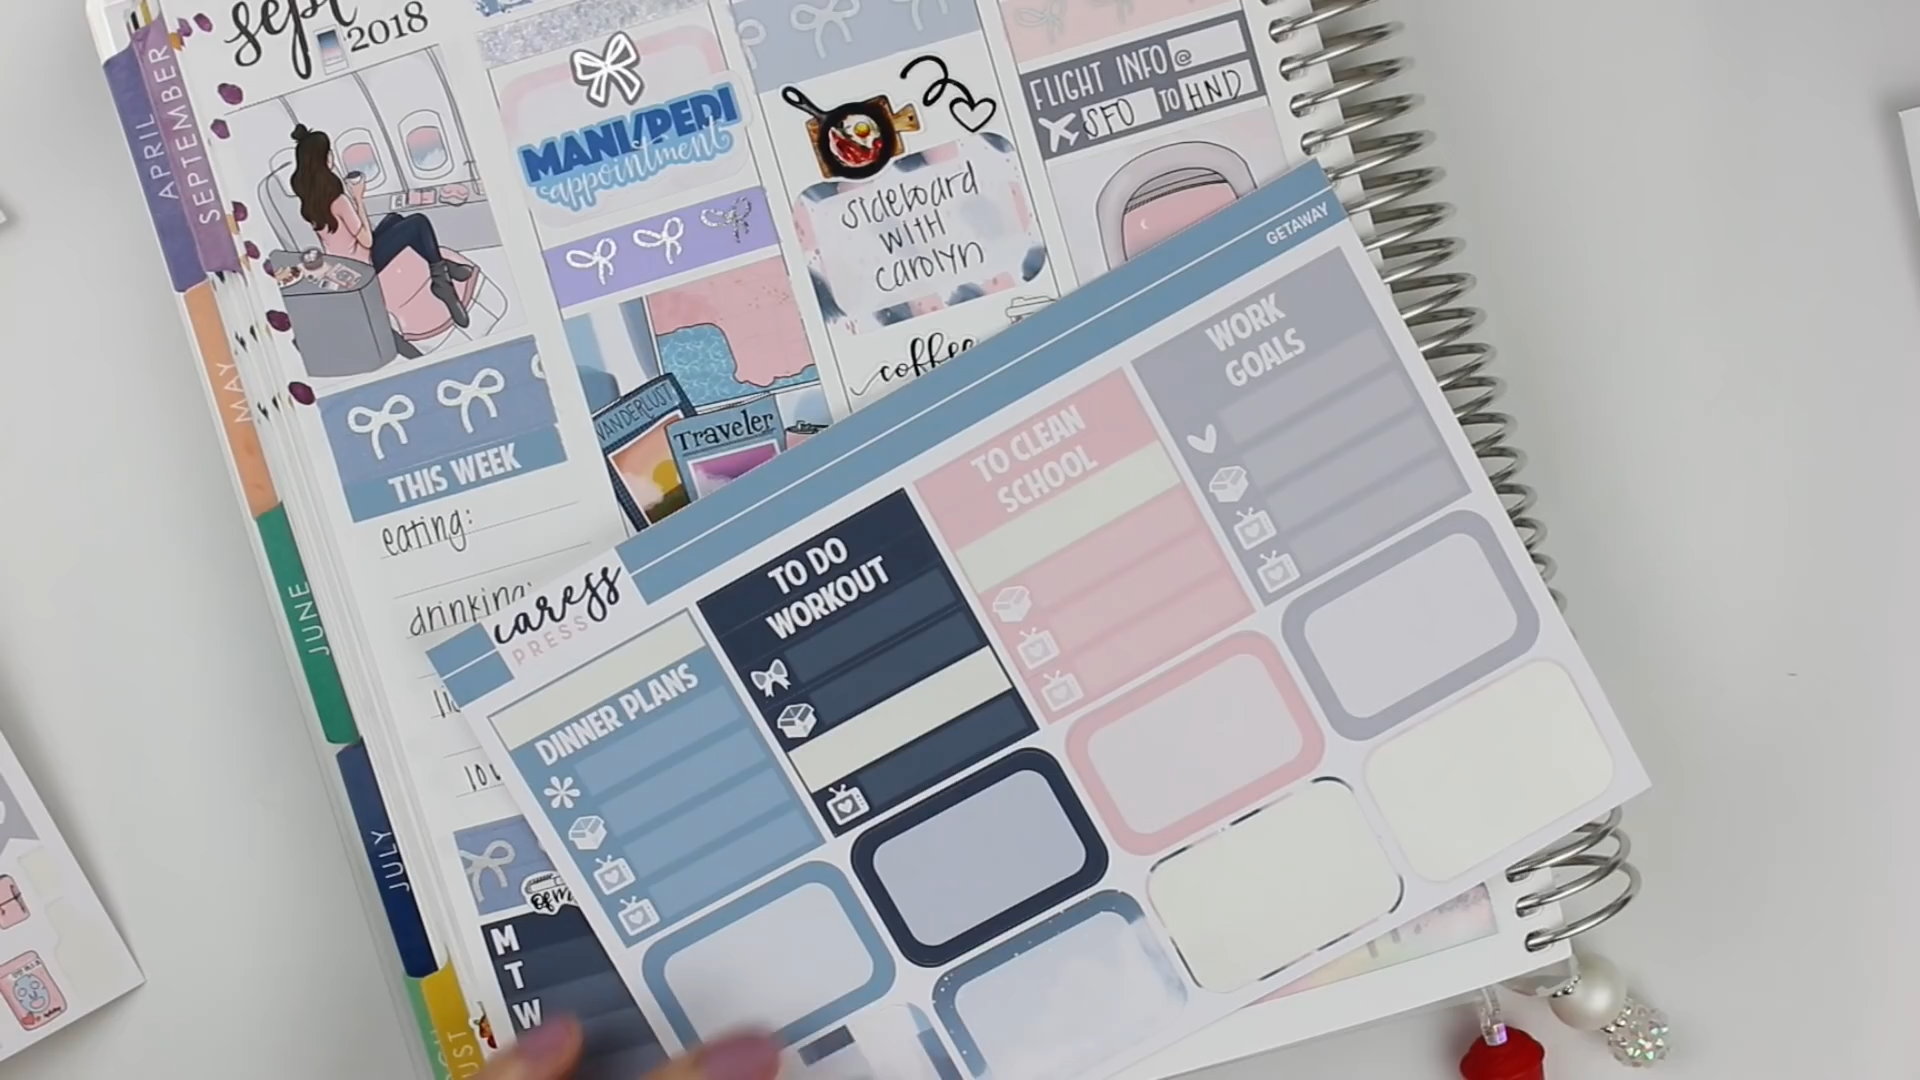 sept
2018
APRIL
SEPTEMBER
MAY
JUNE
JULY
MANI/PEDI
appointment
sideboard
with
carolyn
coffee
FLIGHT INFO @
SFO TO HND
WANDERLUST
Traveler
THIS WEEK
eating:
drinking:
M
T
W
GETAWAY
caress
PRESS
DINNER PLANS
TO DO
WORKOUT
TO CLEAN
SCHOOL
WORK
GOALS